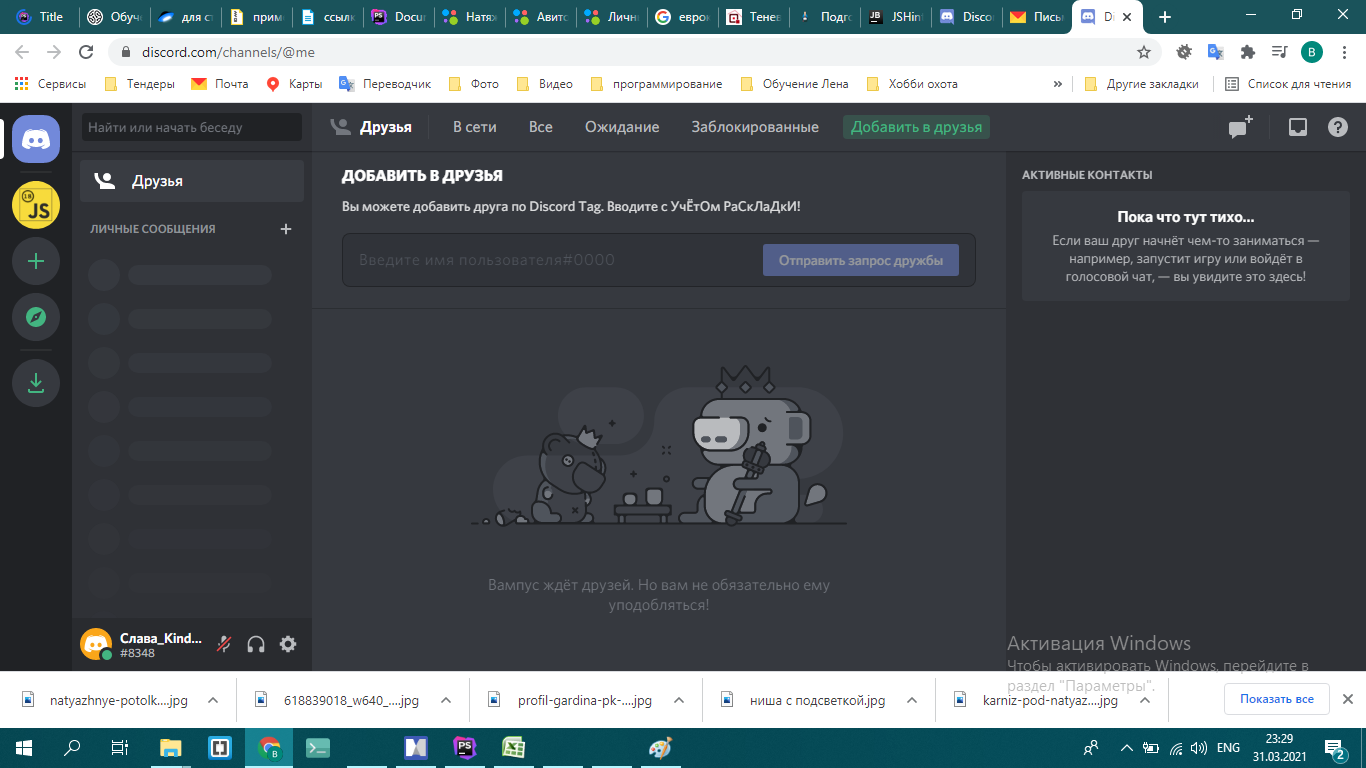 Title
Обуч
для ст
прим
ссылк
Docum
Натяж
Авито
Личн
еврок
Тенев
Подго
JSHin
Discor
Письм
Di
discord.com/channels/@me
B
Сервисы
Тендеры
Почта
Карты
Переводчик
Фото
Видео
программирование
Обучение Лена
Хобби охота
»
Другие закладки
Список для чтения
Найти или начать беседу
Друзья
В сети
Все
Ожидание
Заблокированные
Добавить в друзья
JS
Друзья
ЛИЧНЫЕ СООБЩЕНИЯ
ДОБАВИТЬ В ДРУЗЬЯ
Вы можете добавить друга по Discord Tag. Вводите с УчЁтОм РаСкЛаДкИ!
Введите имя пользователя#0000
Отправить запрос дружбы
АКТИВНЫЕ КОНТАКТЫ
Пока что тут тихо...
Если ваш друг начнёт чем-то заниматься —
например, запустит игру или войдёт в
голосовой чат, — вы увидите это здесь!
Вампус ждёт друзей. Но вам не обязательно ему
уподобляться!
Слава_Kind...
#8348
Активация Windows
Чтобы активировать Windows, перейдите в
раздел "Параметры".
natyazhnye-potolk....jpg
618839018_w640_....jpg
profil-gardina-pk-....jpg
ниша с подсветкой.jpg
karniz-pod-natyaz....jpg
Показать все
B
PS
ENG
23:29
31.03.2021
2